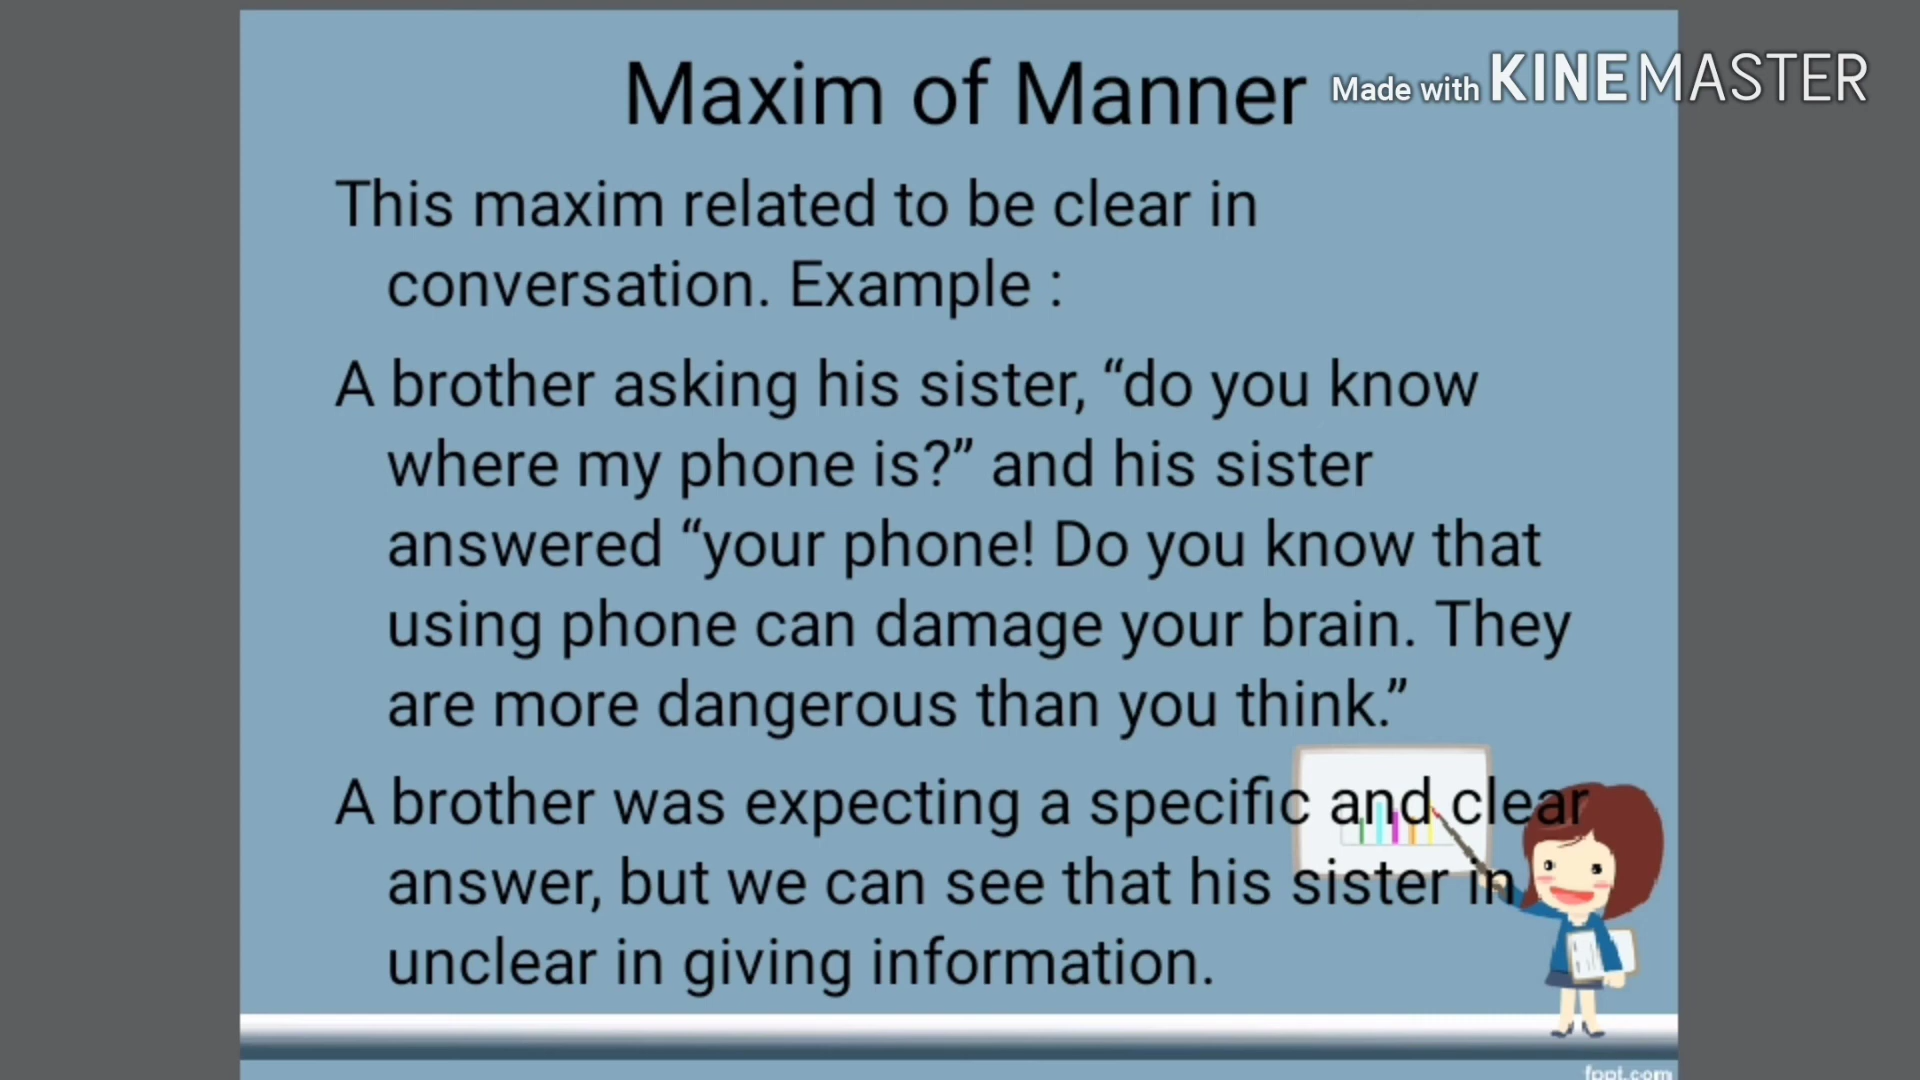 Maxim of Manner
Made with KINEMASTER
This maxim related to be clear in
conversation. Example :
A brother asking his sister, “do you know
where my phone is?” and his sister
answered “your phone! Do you know that
using phone can damage your brain. They
are more dangerous than you think.”
A brother was expecting a specific and clear
answer, but we can see that his sister in
unclear in giving information.
fppt.com